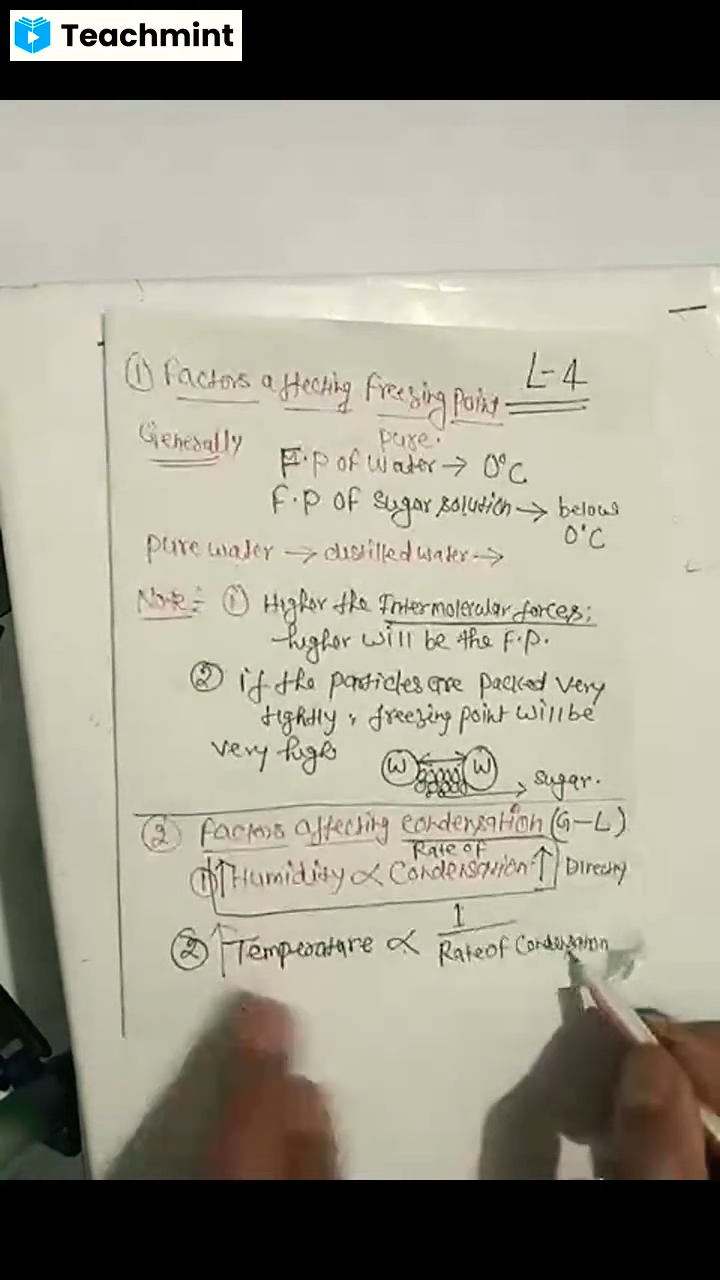 Teachmint
L-4
① Factors affecting freezing point
Generally
pure.
F.p of water → 0°C
F.p of sugar solution → below
0°C
pure water → distilled water →
Note:- ① Higher the Intermolecular forces;
higher will be the F.p.
② if the particles are packed very
tightly, freezing point will be
very high
W W
→ sugar.
② factors affecting condensation (G-L)
Rate of
① ↑ Humidity ∝ Condensation ↑ Directly
② ↑ Temperature ∝ 1
Rate of Condensation